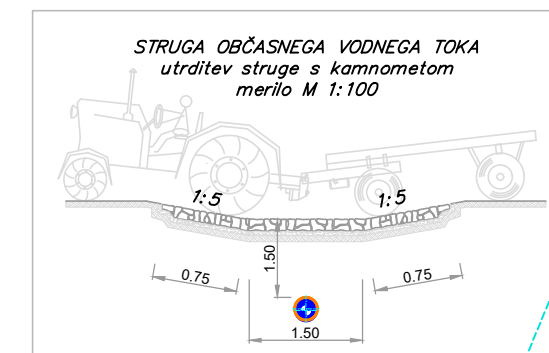 STRUGA OBČASNEGA VODNEGA TOKA
utrditev struge s kamnometom
merilo M 1:100
1:5
1:5
1.50
0.75
0.75
1.50